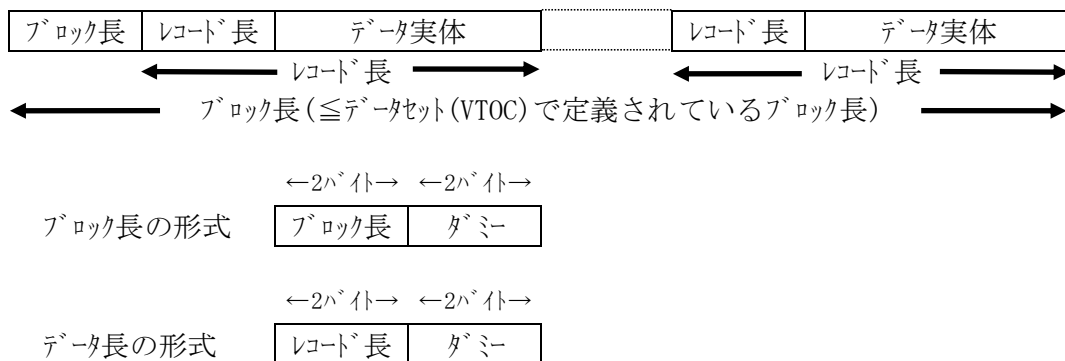 ブロック長 レコード長 データ実体 レコード長 データ実体
レコード長 レコード長
ブロック長(≦データセット(VTOC)で定義されているブロック長)
←2バイト→ ←2バイト→
ブロック長の形式 ブロック長 ダミー
←2バイト→ ←2バイト→
データ長の形式 レコード長 ダミー